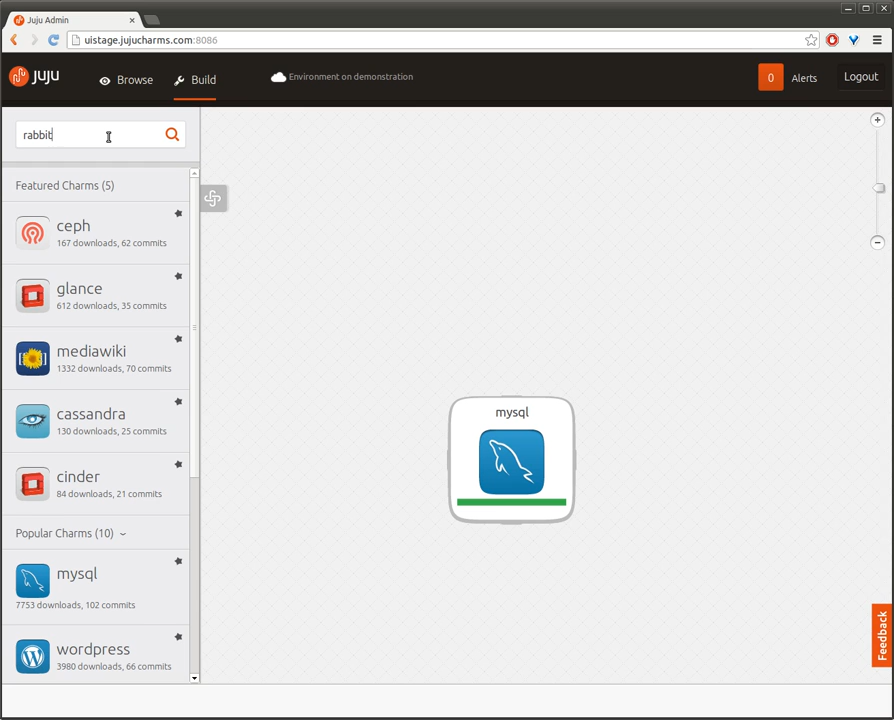 Juju Admin
uistage.jujucharms.com:8086
juju
Browse
Build
Environment on demonstration
0
Alerts
Logout
rabbit
Featured Charms (5)
ceph
167 downloads, 62 commits
glance
612 downloads, 35 commits
mediawiki
1332 downloads, 70 commits
cassandra
130 downloads, 25 commits
cinder
84 downloads, 21 commits
Popular Charms (10)
mysql
7753 downloads, 102 commits
wordpress
3980 downloads, 66 commits
mysql
Feedback